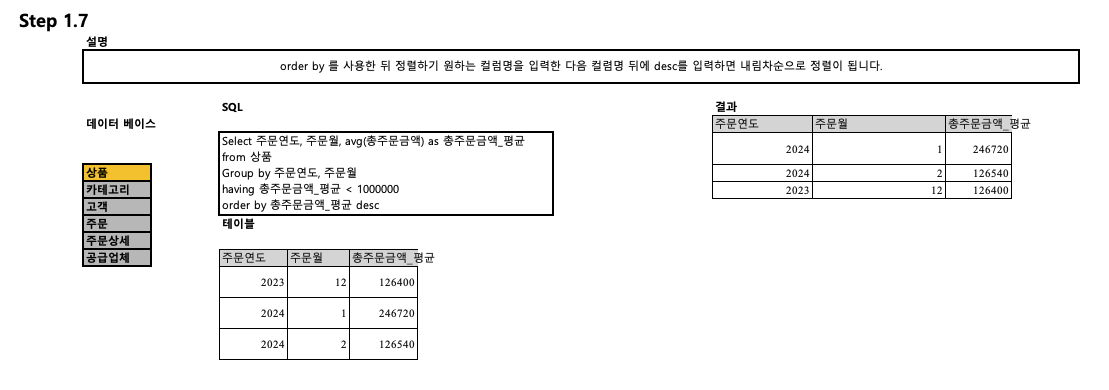 Step 1.7
설명
order by 를 사용한 뒤 정렬하기 원하는 컬럼명을 입력한 다음 컬렴명 뒤에 desc를 입력하면 내림차순으로 정렬이 됩니다.
데이터 베이스
상품
카테고리
고객
주문
주문상세
공급업체
SQL
Select 주문연도, 주문월, avg(총주문금액) as 총주문금액_평균
from 상품
Group by 주문연도, 주문월
having 총주문금액_평균 < 1000000
order by 총주문금액_평균 desc
테이블
주문연도 주문월 총주문금액_평균
2023 12 126400
2024 1 246720
2024 2 126540
결과
주문연도 주문월 총주문금액_평균
2024 1 246720
2024 2 126540
2023 12 126400